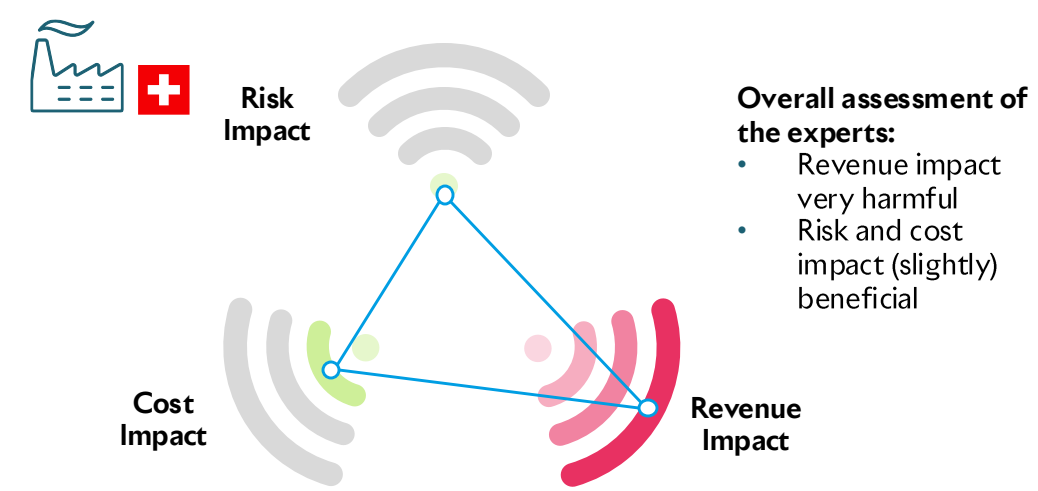 Risk
Impact
Overall assessment of
the experts:
• Revenue impact
very harmful
• Risk and cost
impact (slightly)
beneficial
Cost
Impact
Revenue
Impact